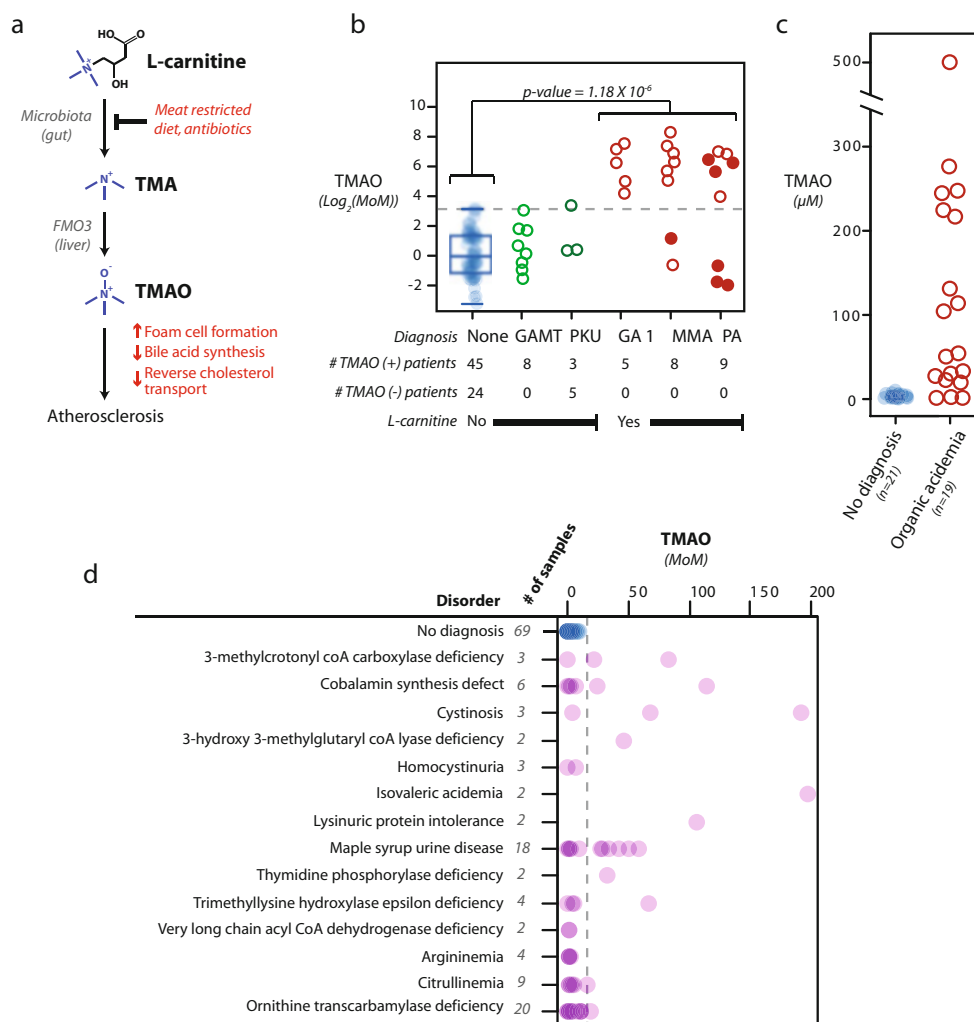 a
HO
O
N+
OH
L-carnitine
Microbiota
(gut)
Meat restricted
diet, antibiotics
N+
TMA
FMO3
(liver)
O-
N+
TMAO
Foam cell formation
Bile acid synthesis
Reverse cholesterol
transport
Atherosclerosis
b
p-value = 1.18 X 10-6
TMAO
(Log2(MoM))
10
8
6
4
2
0
-2
Diagnosis None GAMT PKU GA 1 MMA PA
# TMAO (+) patients 45 8 3 5 8 9
# TMAO (-) patients 24 0 5 0 0 0
L-carnitine No Yes
c
TMAO
(µM)
500
300
200
100
0
No diagnosis
(n=21)
Organic acidemia
(n=19)
d
Disorder
# of samples
TMAO
(MoM)
0 50 100 150 200
No diagnosis 69
3-methylcrotonyl coA carboxylase deficiency 3
Cobalamin synthesis defect 6
Cystinosis 3
3-hydroxy 3-methylglutaryl coA lyase deficiency 2
Homocystinuria 3
Isovaleric acidemia 2
Lysinuric protein intolerance 2
Maple syrup urine disease 18
Thymidine phosphorylase deficiency 2
Trimethyllysine hydroxylase epsilon deficiency 4
Very long chain acyl CoA dehydrogenase deficiency 2
Argininemia 4
Citrullinemia 9
Ornithine transcarbamylase deficiency 20